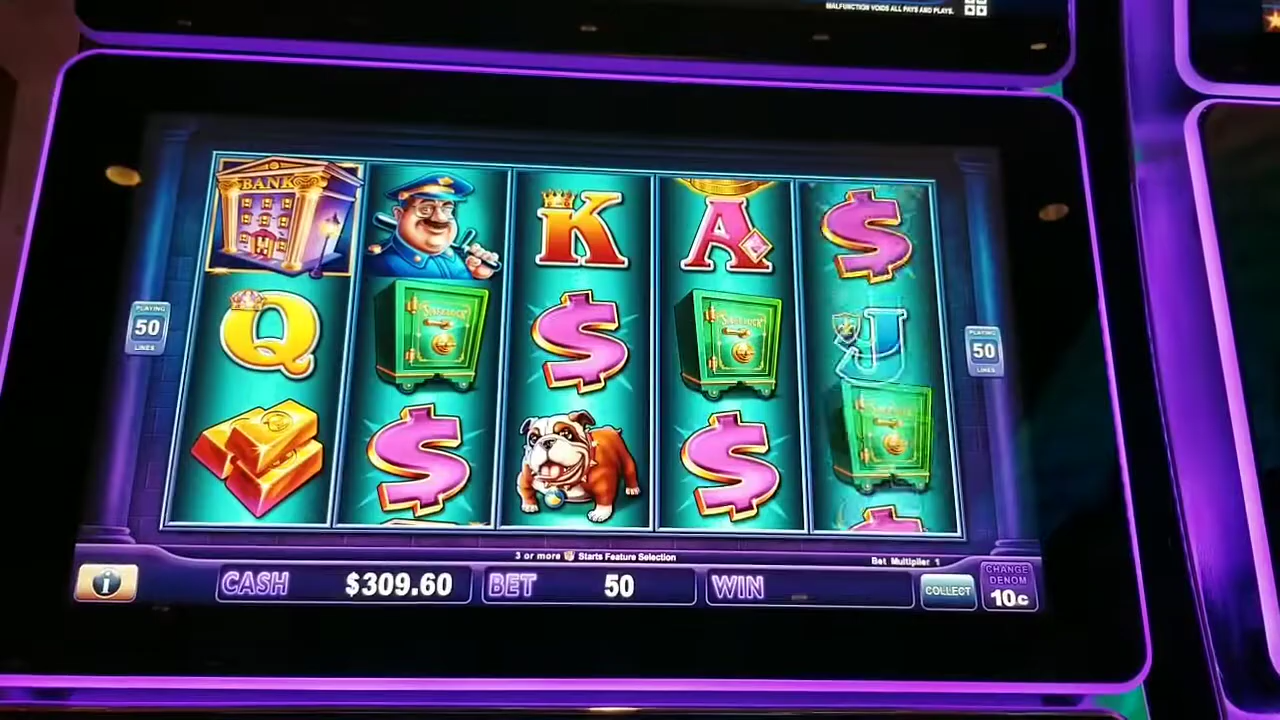 MALFUNCTION VOIDS ALL PAYS AND PLAYS.
BANK
K
A
$
PLAYING
50
LINES
Q
$
J
PLAYING
50
LINES
$
$
3 or more Starts Feature Selection
Bet Multiplier 1
CASH $309.60
BET 50
WIN
COLLECT
CHANGE
DENOM
10c